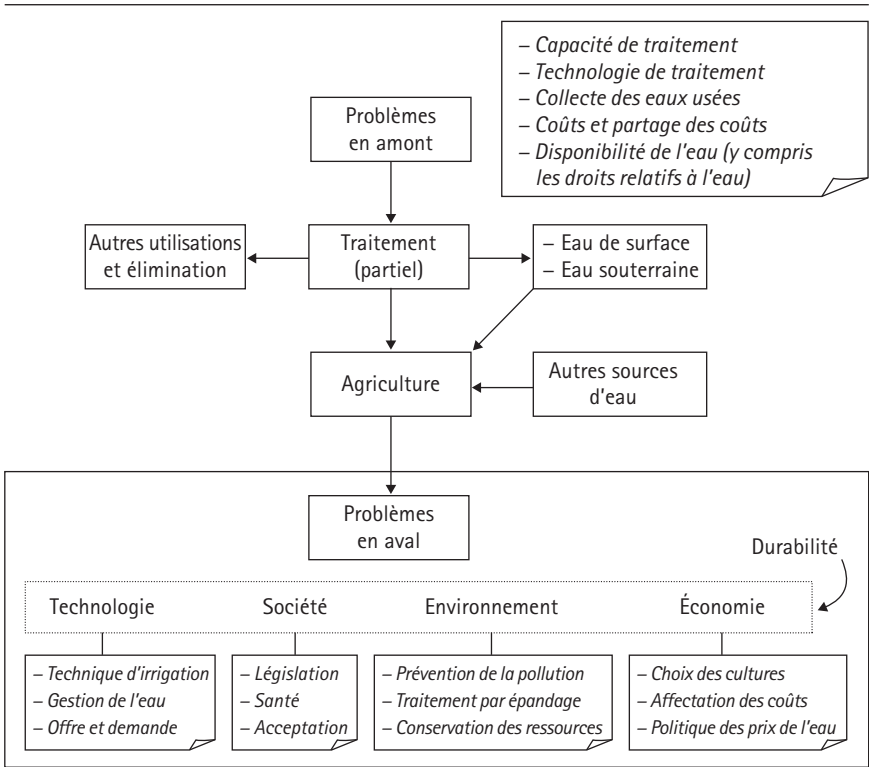 – Capacité de traitement
– Technologie de traitement
– Collecte des eaux usées
– Coûts et partage des coûts
– Disponibilité de l'eau (y compris
les droits relatifs à l'eau)
Problèmes
en amont
Autres utilisations
et élimination
Traitement
(partiel)
– Eau de surface
– Eau souterraine
Agriculture
Autres sources
d'eau
Problèmes
en aval
Durabilité
Technologie
Société
Environnement
Économie
– Technique d'irrigation
– Gestion de l'eau
– Offre et demande
– Législation
– Santé
– Acceptation
– Prévention de la pollution
– Traitement par épandage
– Conservation des ressources
– Choix des cultures
– Affectation des coûts
– Politique des prix de l'eau